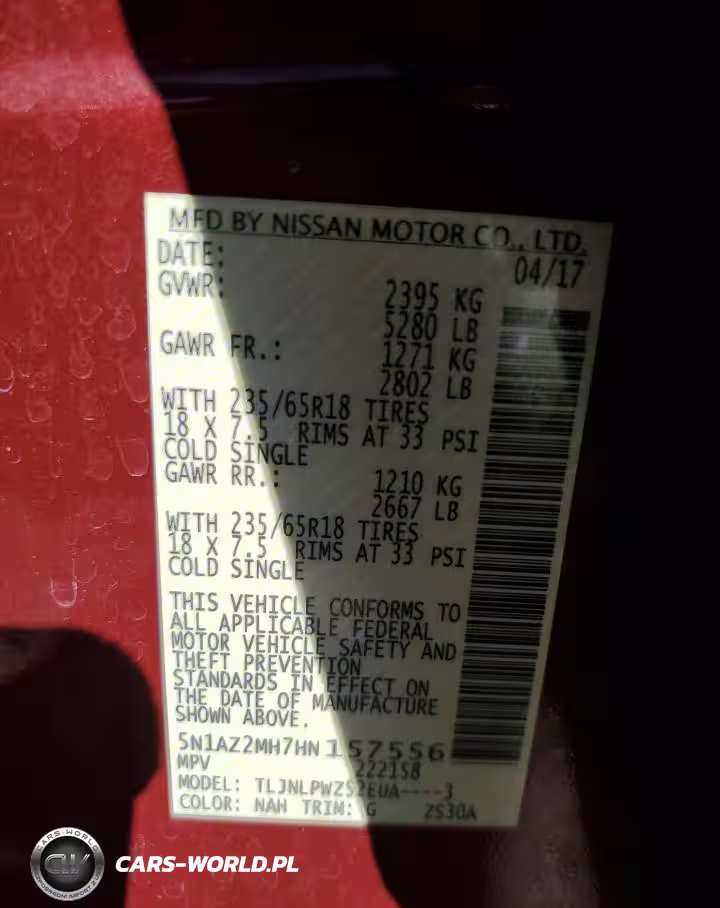 MFD BY NISSAN MOTOR CO., LTD.
DATE: 04/17
GVWR: 2395 KG
5280 LB
GAWR FR.: 1271 KG
2802 LB
WITH 235/65R18 TIRES
18 X 7.5 RIMS AT 33 PSI
COLD SINGLE
GAWR RR.: 1210 KG
2667 LB
WITH 235/65R18 TIRES
18 X 7.5 RIMS AT 33 PSI
COLD SINGLE
THIS VEHICLE CONFORMS TO
ALL APPLICABLE FEDERAL
MOTOR VEHICLE SAFETY AND
THEFT PREVENTION
STANDARDS IN EFFECT ON
THE DATE OF MANUFACTURE
SHOWN ABOVE.
5N1AZ2MH7HN157556
MPV 222158
MODEL: TLJNLPWZ52EUA----3
COLOR: NAH TRIM: G 2S30A
CARS-WORLD
CW
CARS-WORLD.PL